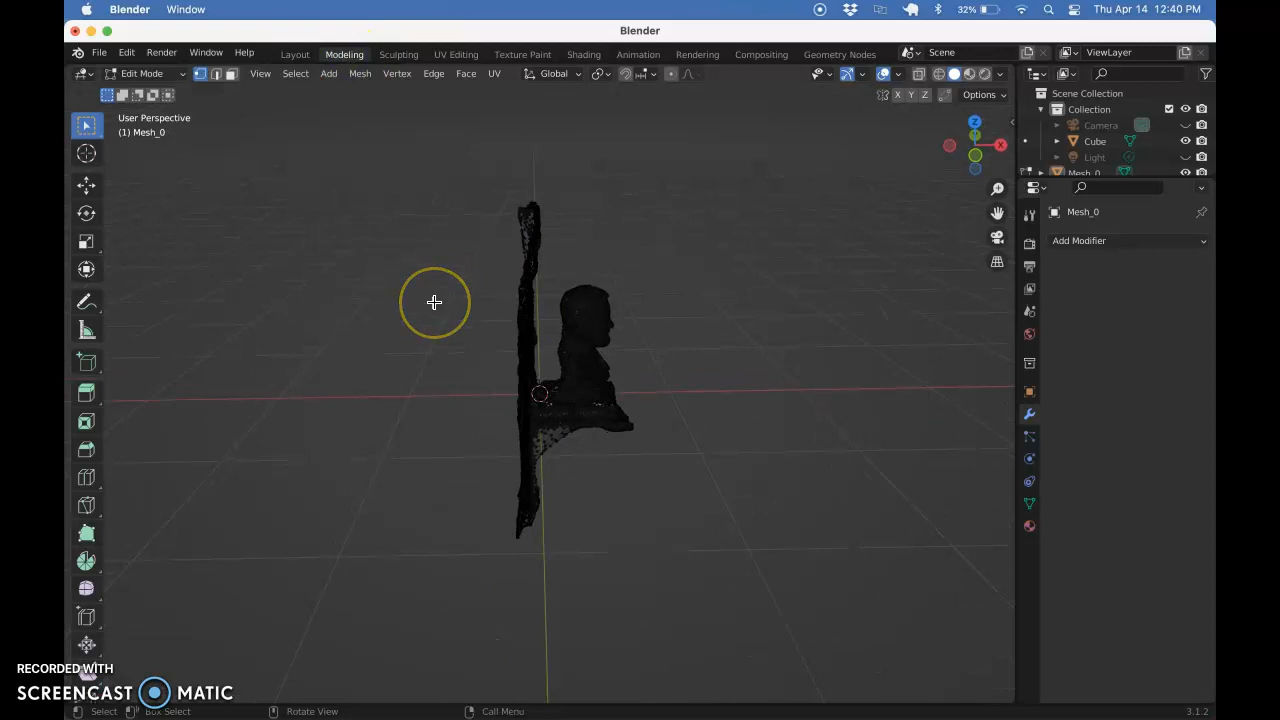 Blender Window
32% Thu Apr 14 12:40 PM
Blender
File Edit Render Window Help
Layout Modeling Sculpting UV Editing Texture Paint Shading Animation Rendering Compositing Geometry Nodes
Scene
ViewLayer
Edit Mode
View Select Add Mesh Vertex Edge Face UV
Global
X Y Z
Options
User Perspective
(1) Mesh_0
Z
X
Scene Collection
Collection
Camera
Cube
Light
Mesh_0
Mesh_0
Add Modifier
RECORDED WITH
SCREENCAST MATIC
Select Box Select Rotate View Call Menu
3.1.2